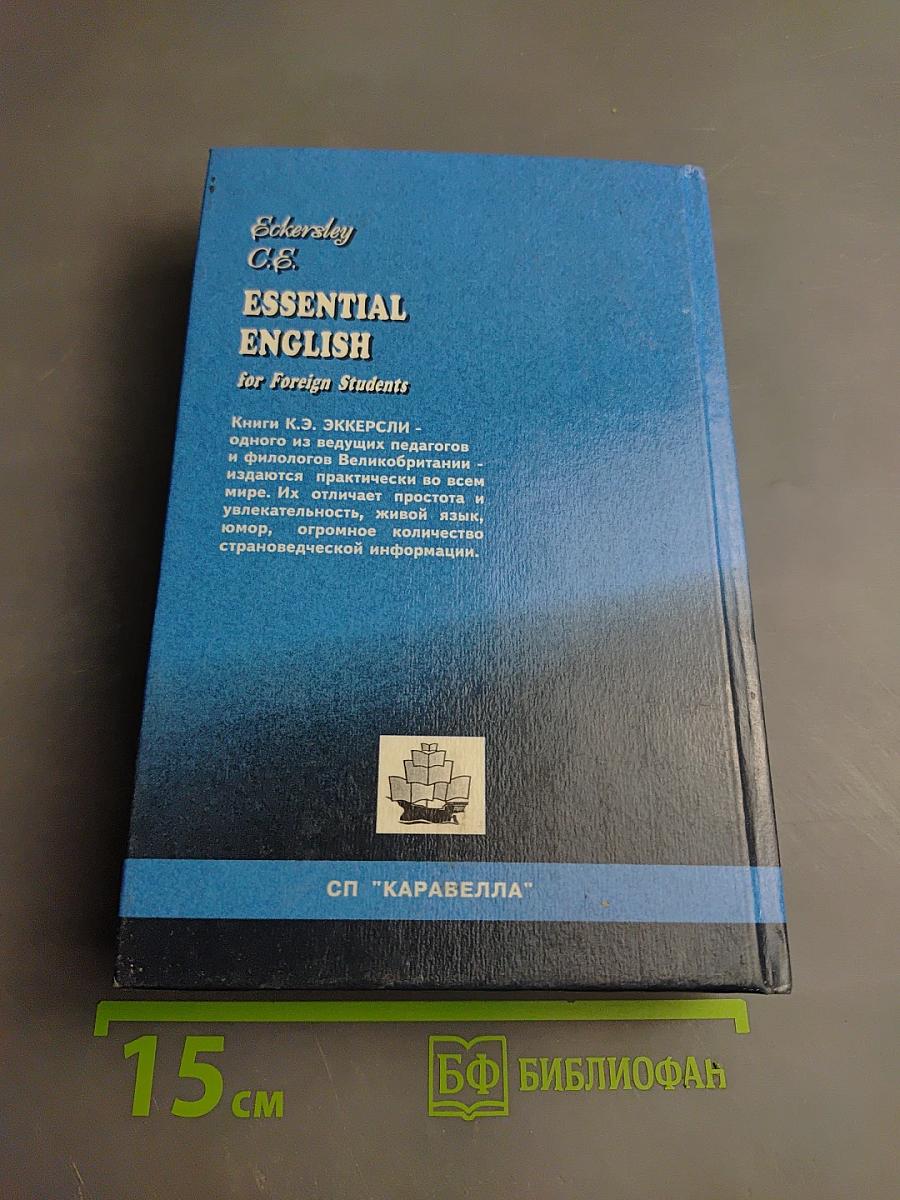 Eckersley
C.E.
ESSENTIAL
ENGLISH
for Foreign Students
Книги К.Э. ЭККЕРСЛИ -
одного из ведущих педагогов
и филологов Великобритании -
издаются практически во всем
мире. Их отличает простота и
увлекательность, живой язык,
юмор, огромное количество
страноведческой информации.
СП "КАРАВЕЛЛА"
15 см
БФ БИБЛИОФАН